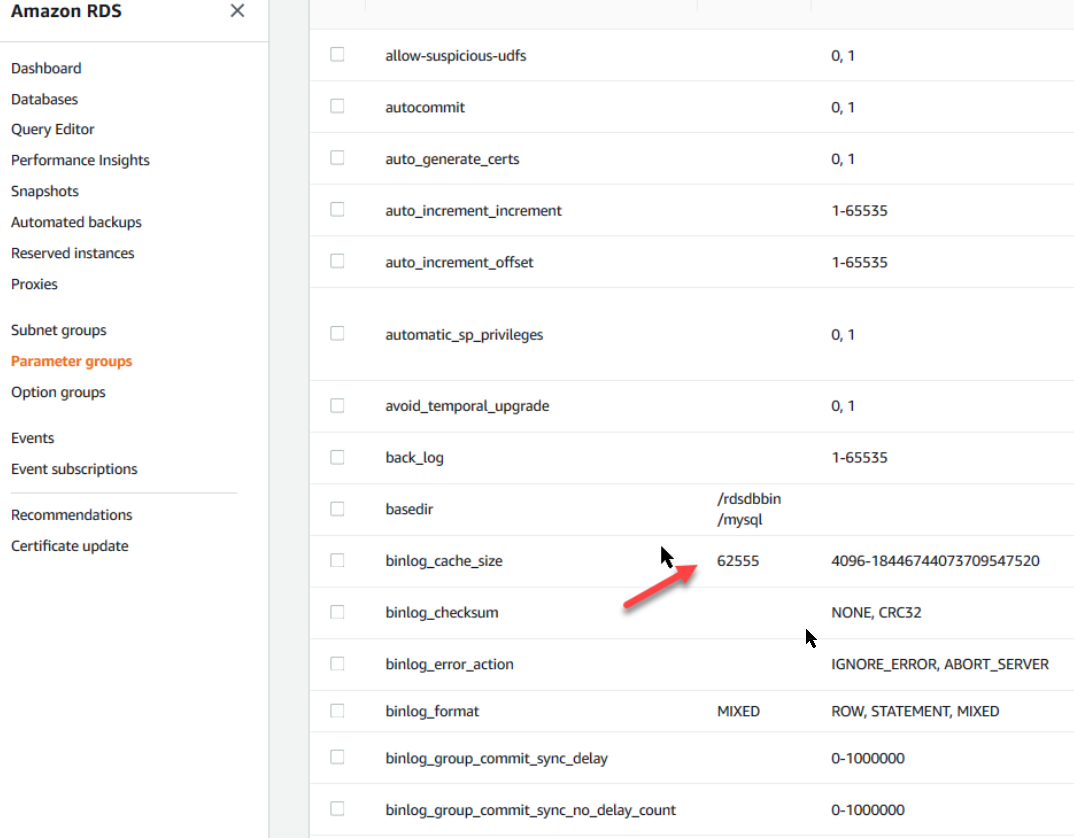 Amazon RDS
Dashboard
Databases
Query Editor
Performance Insights
Snapshots
Automated backups
Reserved instances
Proxies
Subnet groups
Parameter groups
Option groups
Events
Event subscriptions
Recommendations
Certificate update
allow-suspicious-udfs 0, 1
autocommit 0, 1
auto_generate_certs 0, 1
auto_increment_increment 1-65535
auto_increment_offset 1-65535
automatic_sp_privileges 0, 1
avoid_temporal_upgrade 0, 1
back_log 1-65535
basedir /rdsdbbin
/mysql
binlog_cache_size 62555 4096-18446744073709547520
binlog_checksum NONE, CRC32
binlog_error_action IGNORE_ERROR, ABORT_SERVER
binlog_format MIXED ROW, STATEMENT, MIXED
binlog_group_commit_sync_delay 0-1000000
binlog_group_commit_sync_no_delay_count 0-1000000